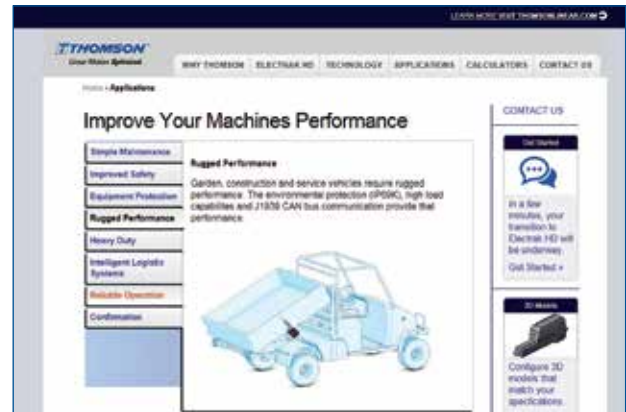 LEARN MORE VISIT THOMSONLINEAR.COM
THOMSON
Linear Motion. Optimized.
WHY THOMSON ELECTRAK HD TECHNOLOGY APPLICATIONS CALCULATORS CONTACT US
Home > Applications
Improve Your Machines Performance
Simple Maintenance
Improved Safety
Equipment Protection
Rugged Performance
Heavy Duty
Intelligent Logistic
Systems
Reliable Operation
Confirmation
Rugged Performance
Garden, construction and service vehicles require rugged
performance. The environmental protection (IP69K), high load
capabilities and J1939 CAN bus communication provide that
performance.
CONTACT US
Get Started
In a few
minutes, your
transition to
Electrak HD will
be underway.
Get Started »
3D Models
Configure 3D
models that
match your
specifications.